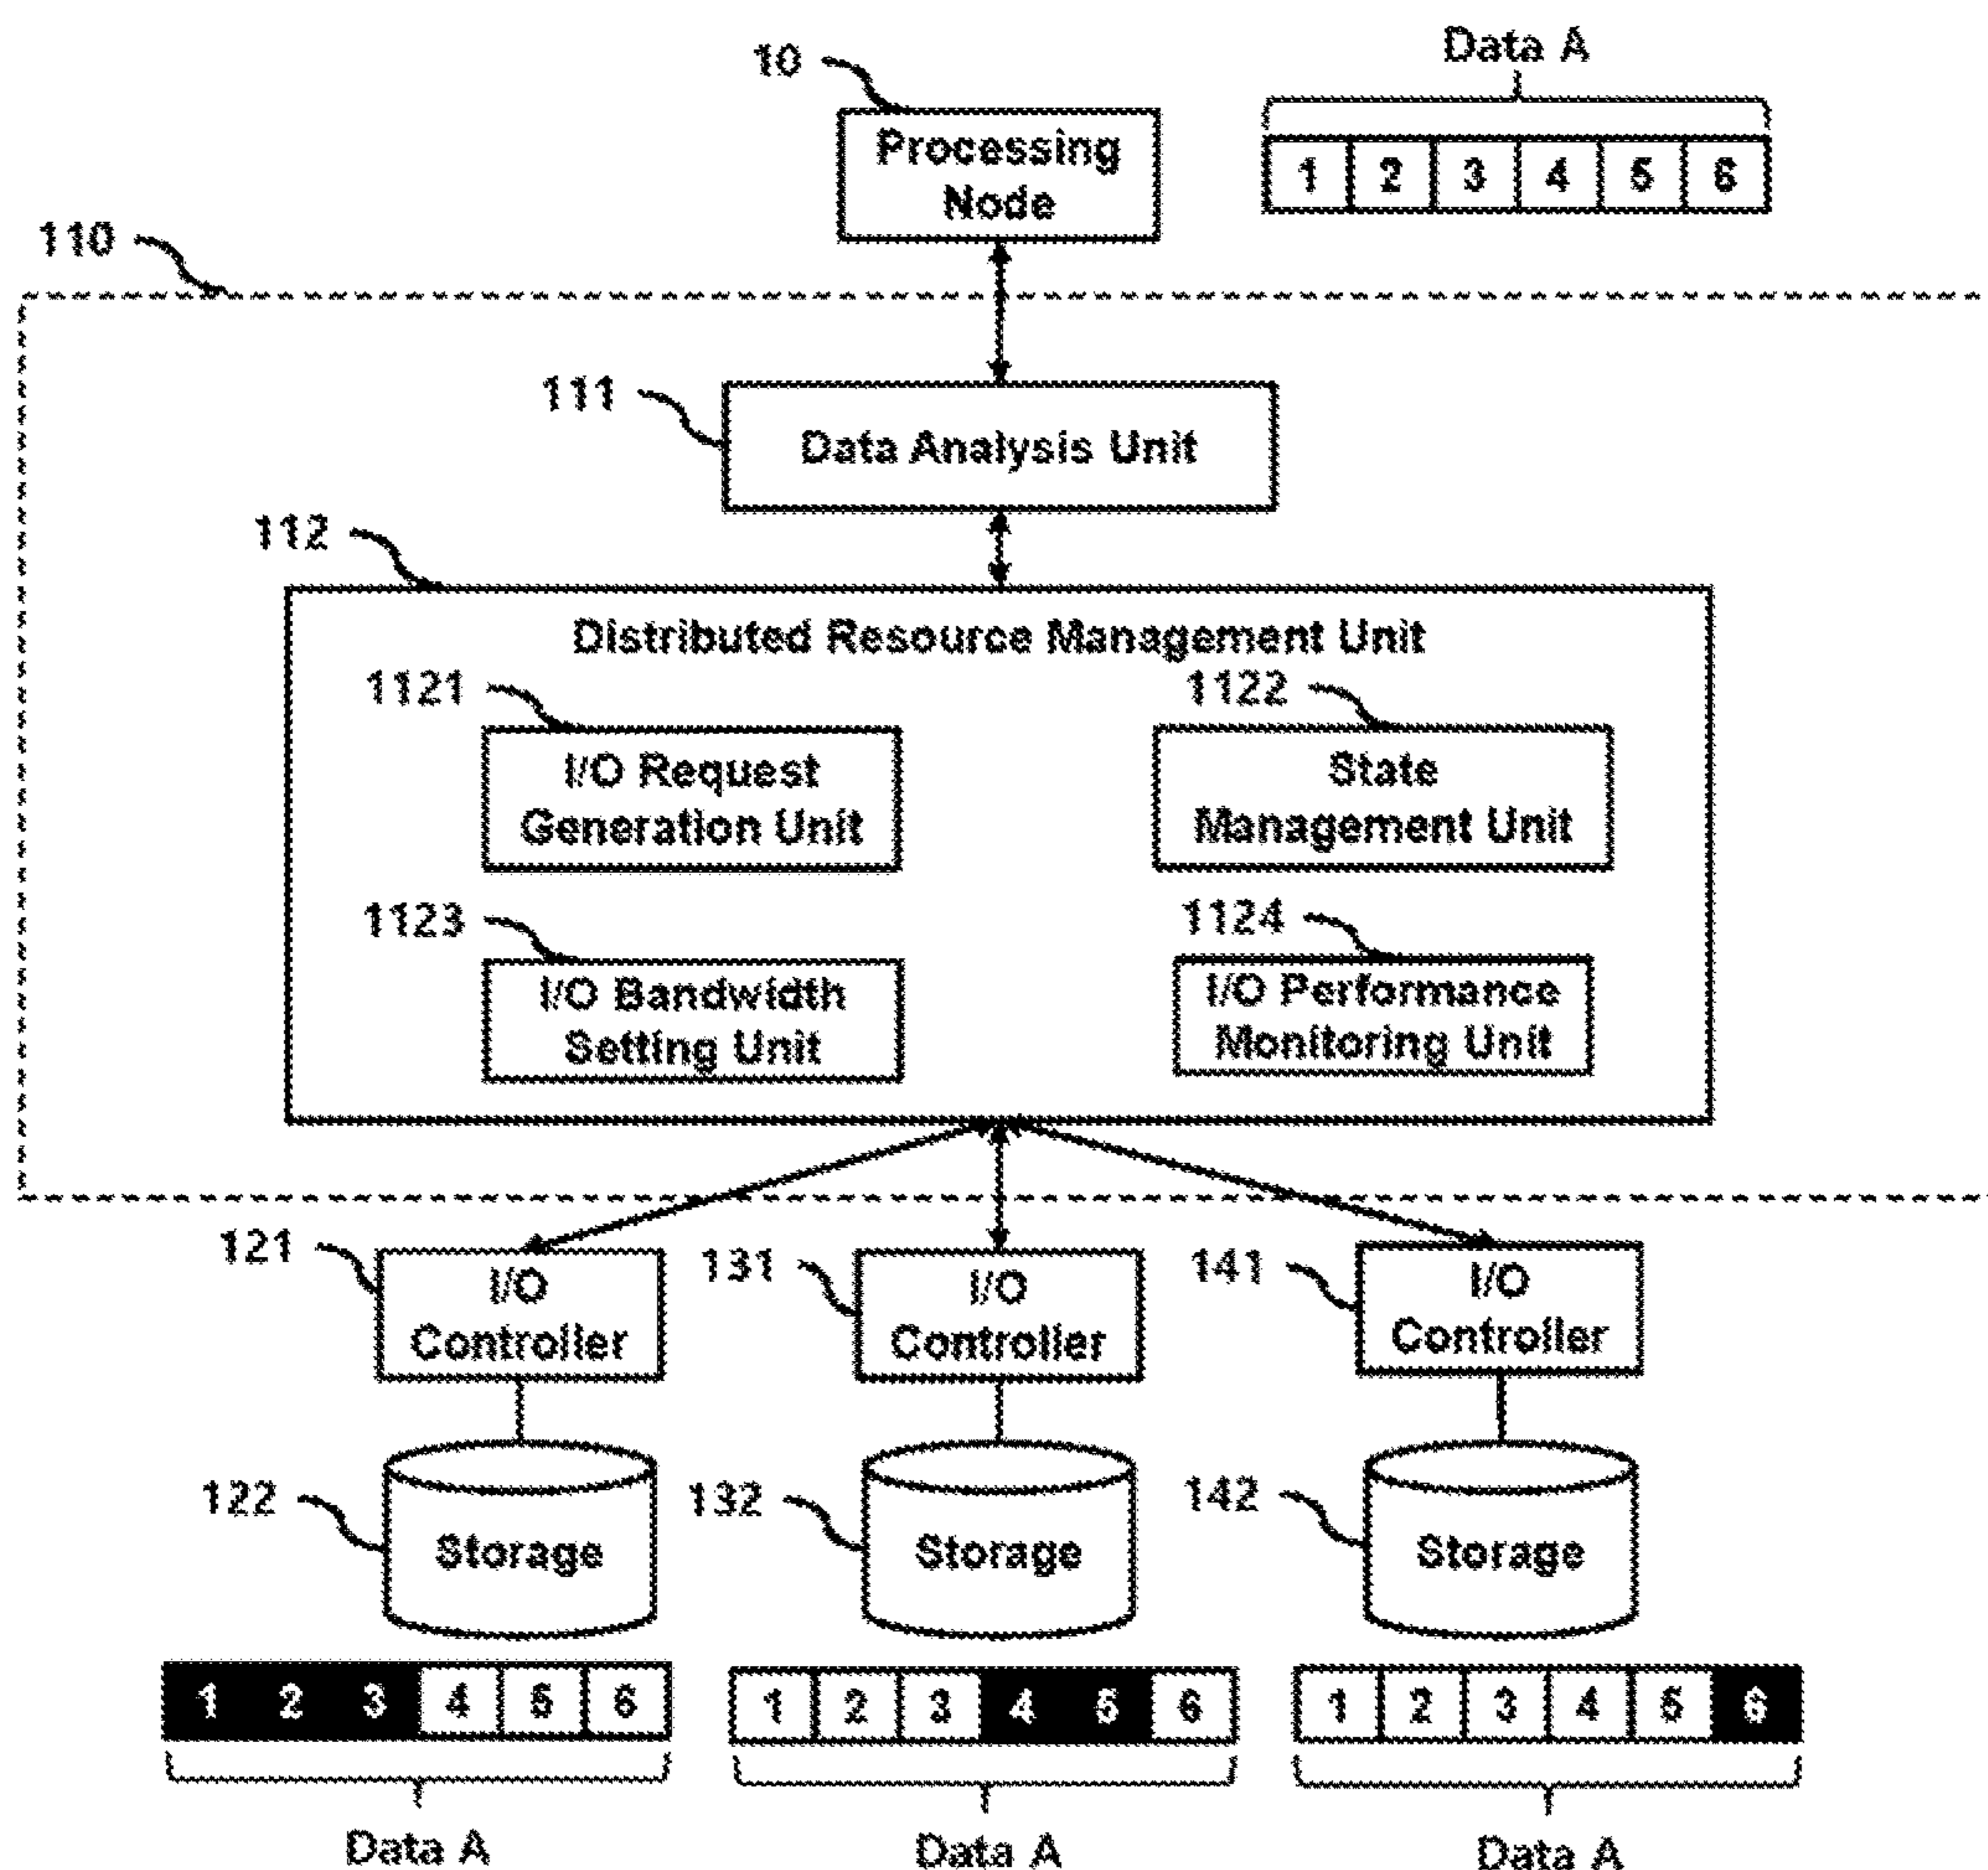 10
Data A
Processing
Node
1 2 3 4 5 6
110
111
Data Analysis Unit
112
Distributed Resource Management Unit
1121
1122
I/O Request
Generation Unit
State
Management Unit
1123
1124
I/O Bandwidth
Setting Unit
I/O Performance
Monitoring Unit
121
131
141
I/O
Controller
I/O
Controller
I/O
Controller
122
132
142
Storage
Storage
Storage
1 2 3 4 5 6
1 2 3 4 5 6
1 2 3 4 5 6
Data A
Data A
Data A